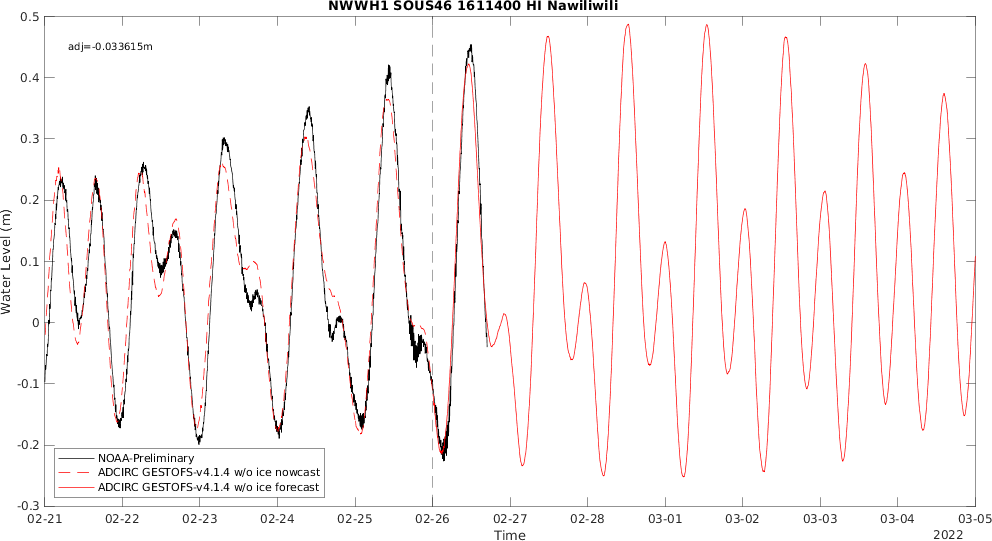 NWWH1 SOUS46 1611400 HI Nawiliwili
adj=-0.033615m
0.5
0.4
0.3
0.2
0.1
0
-0.1
-0.2
-0.3
Water Level (m)
NOAA-Preliminary
ADCIRC GESTOFS-v4.1.4 w/o ice nowcast
ADCIRC GESTOFS-v4.1.4 w/o ice forecast
02-21 02-22 02-23 02-24 02-25 02-26 02-27 02-28 03-01 03-02 03-03 03-04 03-05
Time
2022